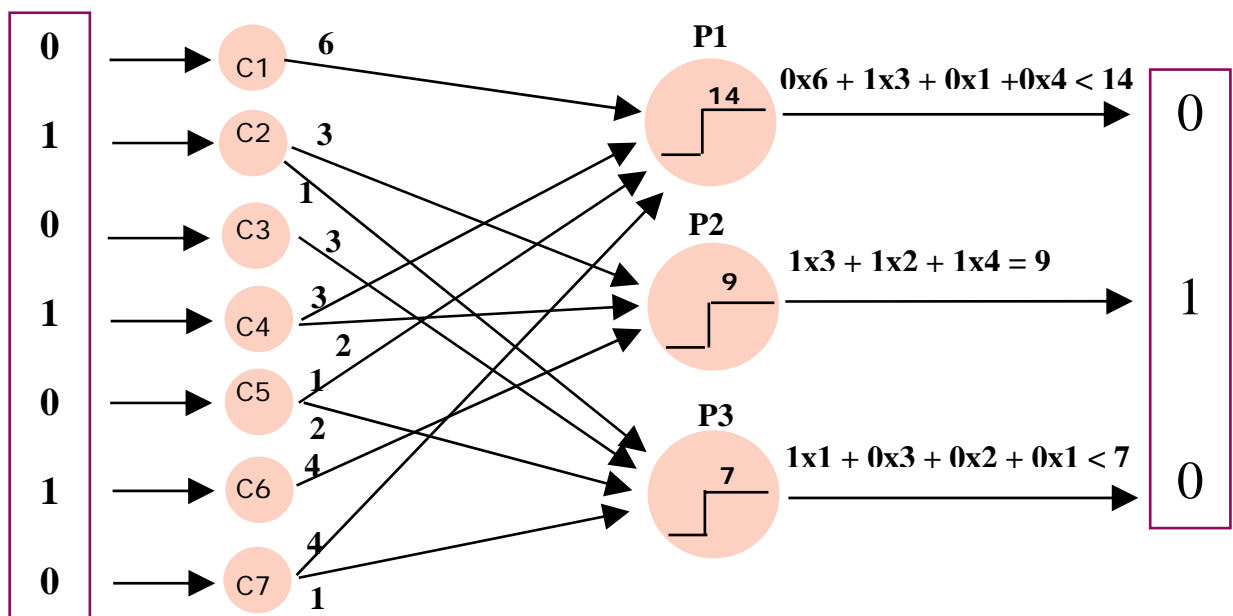 0
1
0
1
0
1
0
C1
C2
C3
C4
C5
C6
C7
6
3
1
3
3
2
1
2
4
4
1
P1
14
0x6 + 1x3 + 0x1 +0x4 < 14
0
P2
9
1x3 + 1x2 + 1x4 = 9
1
P3
7
1x1 + 0x3 + 0x2 + 0x1 < 7
0